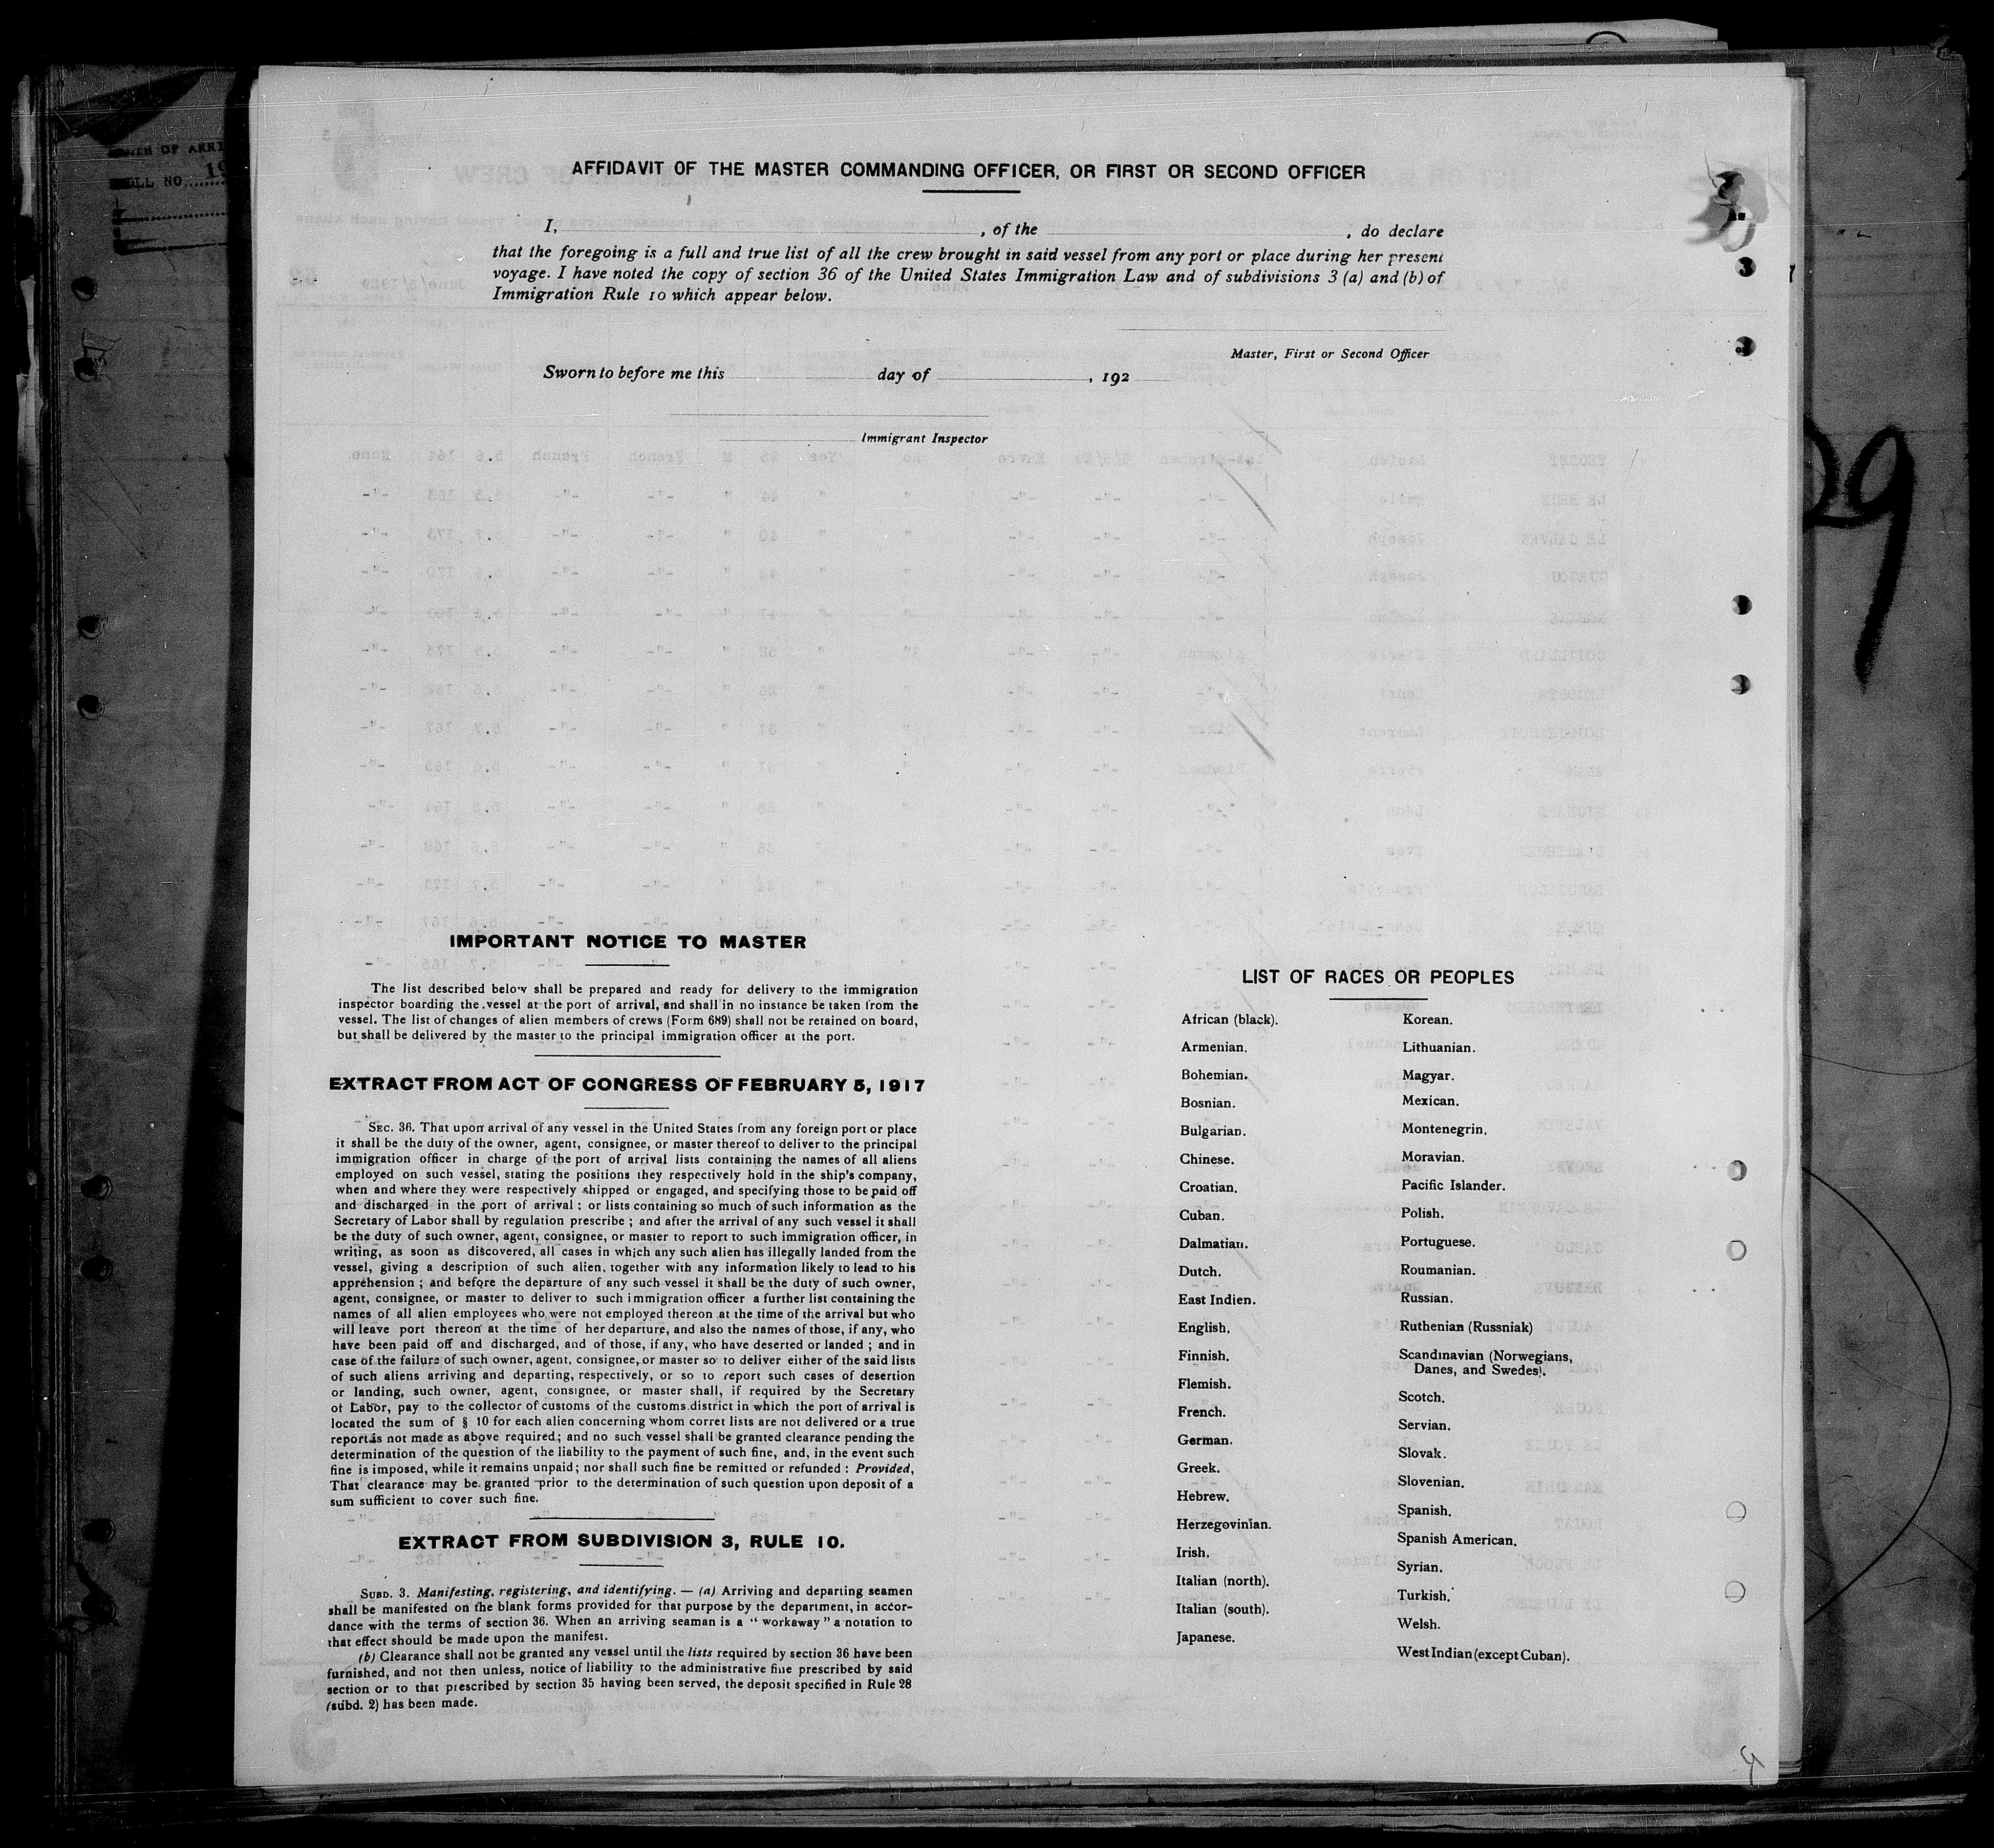 AFFIDAVIT OF THE MASTER COMMANDING OFFICER, OR FIRST OR SECOND OFFICER
I, , of the , do declare
that the foregoing is a full and true list of all the crew brought in said vessel from any port or place during her present
voyage. I have noted the copy of section 36 of the United States Immigration Law and of subdivisions 3 (a) and (b) of
Immigration Rule 10 which appear below.
Master, First or Second Officer
Sworn to before me this day of , 192
Immigrant Inspector
IMPORTANT NOTICE TO MASTER
The list described below shall be prepared and ready for delivery to the immigration
inspector boarding the vessel at the port of arrival, and shall in no instance be taken from the
vessel. The list of changes of alien members of crews (Form 689) shall not be retained on board,
but shall be delivered by the master to the principal immigration officer at the port.
EXTRACT FROM ACT OF CONGRESS OF FEBRUARY 5, 1917
SEC. 36. That upon arrival of any vessel in the United States from any foreign port or place
it shall be the duty of the owner, agent, consignee, or master thereof to deliver to the principal
immigration officer in charge of the port of arrival lists containing the names of all aliens
employed on such vessel, stating the positions they respectively hold in the ship's company,
when and where they were respectively shipped or engaged, and specifying those to be paid off
and discharged in the port of arrival : or lists containing so much of such information as the
Secretary of Labor shall by regulation prescribe ; and after the arrival of any such vessel it shall
be the duty of such owner, agent, consignee, or master to report to such immigration officer, in
writing, as soon as discovered, all cases in which any such alien has illegally landed from the
vessel, giving a description of such alien, together with any information likely to lead to his
apprehension ; and before the departure of any such vessel it shall be the duty of such owner,
agent, consignee, or master to deliver to such immigration officer a further list containing the
names of all alien employees who were not employed thereon at the time of the arrival but who
will leave port thereon at the time of her departure, and also the names of those, if any, who
have been paid off and discharged, and of those, if any, who have deserted or landed ; and in
case of the failure of such owner, agent, consignee, or master so to deliver either of the said lists
of such aliens arriving and departing, respectively, or so to report such cases of desertion
or landing, such owner, agent, consignee, or master shall, if required by the Secretary
of Labor, pay to the collector of customs of the customs district in which the port of arrival is
located the sum of § 10 for each alien concerning whom corret lists are not delivered or a true
report is not made as above required ; and no such vessel shall be granted clearance pending the
determination of the question of the liability to the payment of such fine, and, in the event such
fine is imposed, while it remains unpaid ; nor shall such fine be remitted or refunded : Provided,
That clearance may be granted prior to the determination of such question upon deposit of a
sum sufficient to cover such fine.
EXTRACT FROM SUBDIVISION 3, RULE 10.
SUBD. 3. Manifesting, registering, and identifying. — (a) Arriving and departing seamen
shall be manifested on the blank forms provided for that purpose by the department, in accor-
dance with the terms of section 36. When an arriving seaman is a “ workaway ” a notation to
that effect should be made upon the manifest.
(b) Clearance shall not be granted any vessel until the lists required by section 36 have been
furnished, and not then unless, notice of liability to the administrative fine prescribed by said
section or to that prescribed by section 35 having been served, the deposit specified in Rule 28
(subd. 2) has been made.
LIST OF RACES OR PEOPLES
African (black).
Armenian.
Bohemian.
Bosnian.
Bulgarian.
Chinese.
Croatian.
Cuban.
Dalmatian.
Dutch.
East Indien.
English.
Finnish.
Flemish.
French.
German.
Greek.
Hebrew.
Herzegovinian.
Irish.
Italian (north).
Italian (south).
Japanese.
Korean.
Lithuanian.
Magyar.
Mexican.
Montenegrin.
Moravian.
Pacific Islander.
Polish.
Portuguese.
Roumanian.
Russian.
Ruthenian (Russniak)
Scandinavian (Norwegians,
Danes, and Swedes).
Scotch.
Servian.
Slovak.
Slovenian.
Spanish.
Spanish American.
Syrian.
Turkish.
Welsh.
West Indian (except Cuban).